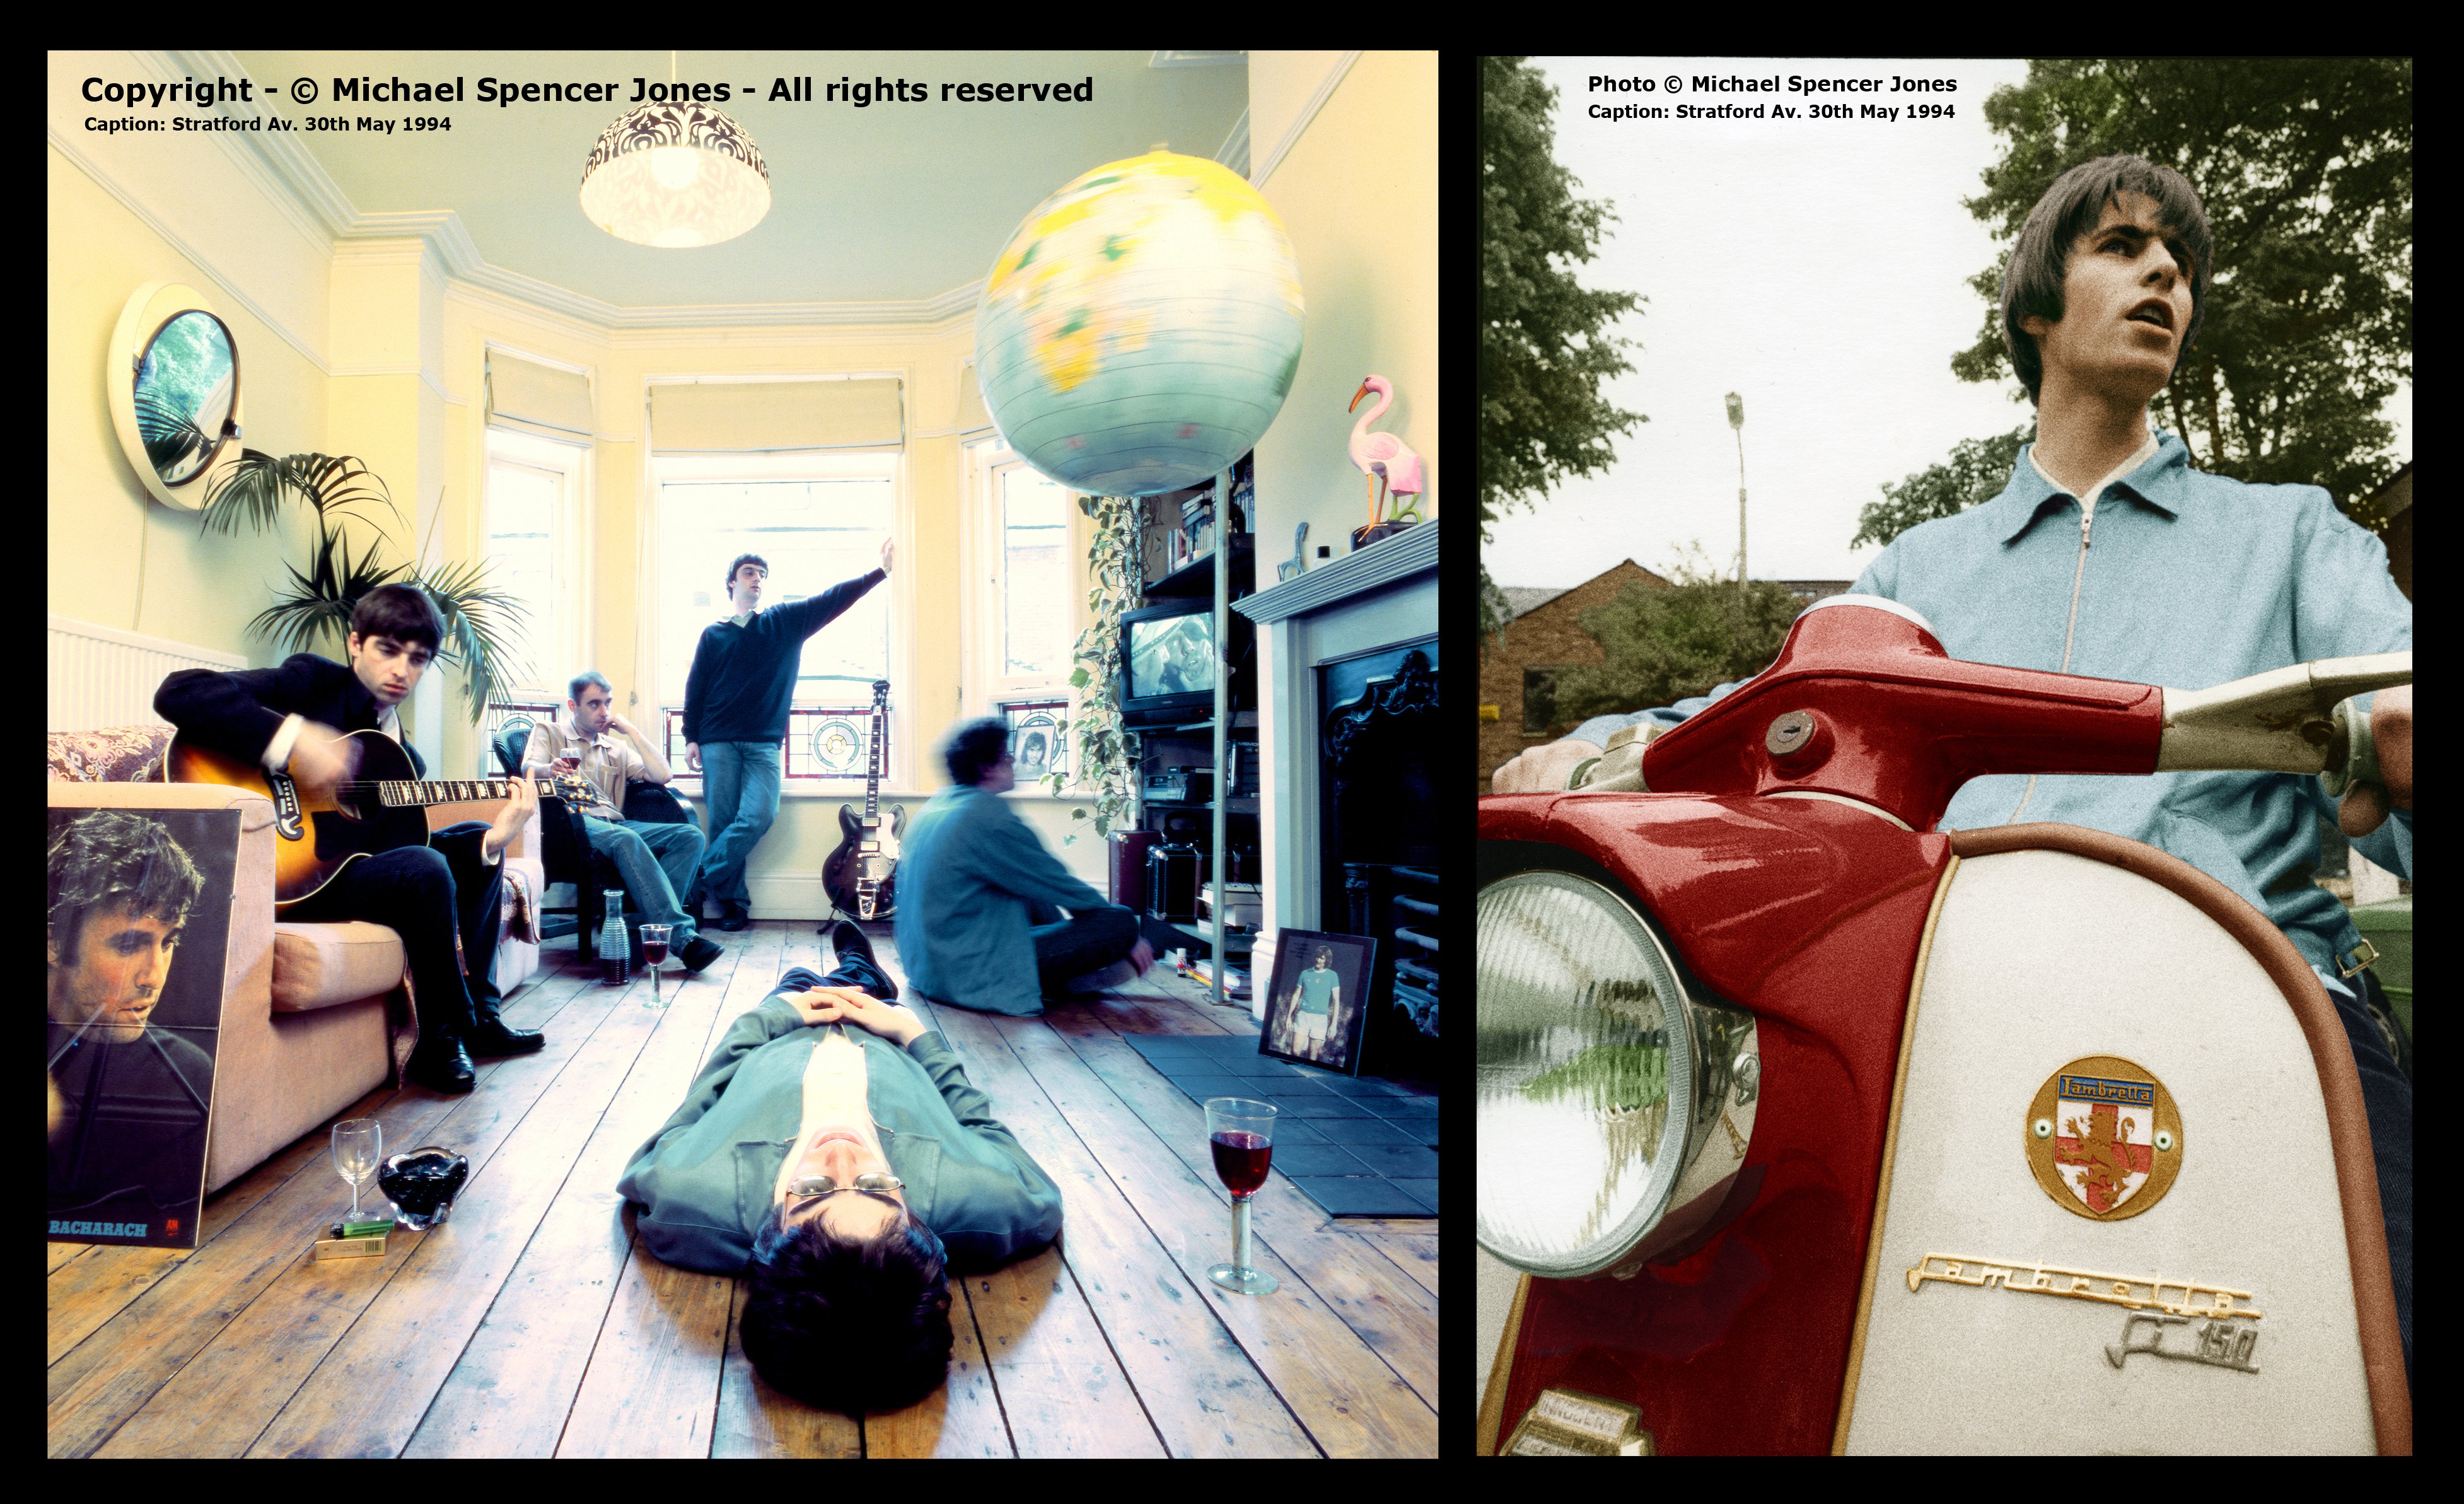 Copyright - © Michael Spencer Jones - All rights reserved
Caption: Stratford Av. 30th May 1994
BACHARACH
Photo © Michael Spencer Jones
Caption: Stratford Av. 30th May 1994
Lambretta
Lambretta
150
INNOCENTI